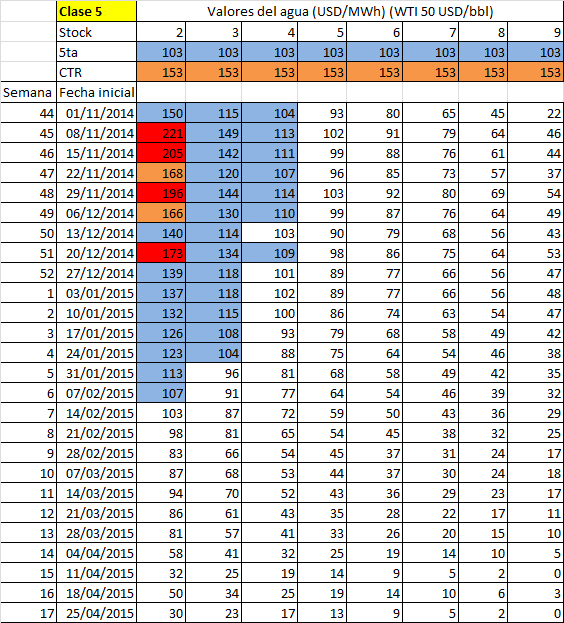 Clase 5 Valores del agua (USD/MWh) (WTI 50 USD/bbl)
Stock 2 3 4 5 6 7 8 9
5ta 103 103 103 103 103 103 103 103
CTR 153 153 153 153 153 153 153 153
Semana Fecha inicial
44 01/11/2014 150 115 104 93 80 65 45 22
45 08/11/2014 221 149 113 102 91 79 64 46
46 15/11/2014 205 142 111 99 88 76 61 44
47 22/11/2014 168 120 107 96 85 73 57 37
48 29/11/2014 196 144 114 103 92 80 69 54
49 06/12/2014 166 130 110 99 87 76 64 49
50 13/12/2014 140 114 103 90 79 68 56 43
51 20/12/2014 173 134 109 98 86 75 64 53
52 27/12/2014 139 118 101 89 77 66 56 47
1 03/01/2015 137 118 102 89 77 66 56 48
2 10/01/2015 132 115 100 86 74 63 54 47
3 17/01/2015 126 108 93 79 68 58 49 42
4 24/01/2015 123 104 88 75 64 54 46 38
5 31/01/2015 113 96 81 68 58 49 42 35
6 07/02/2015 107 91 77 64 54 46 39 32
7 14/02/2015 103 87 72 59 50 43 36 29
8 21/02/2015 98 81 65 54 45 38 32 25
9 28/02/2015 83 66 54 45 37 31 24 17
10 07/03/2015 87 68 53 44 37 30 24 18
11 14/03/2015 94 70 52 43 36 29 23 17
12 21/03/2015 86 61 43 35 28 22 17 11
13 28/03/2015 81 57 41 33 26 20 15 10
14 04/04/2015 58 41 32 25 19 14 10 5
15 11/04/2015 32 25 19 14 9 5 2 0
16 18/04/2015 50 34 25 19 14 10 6 3
17 25/04/2015 30 23 17 13 9 5 2 0